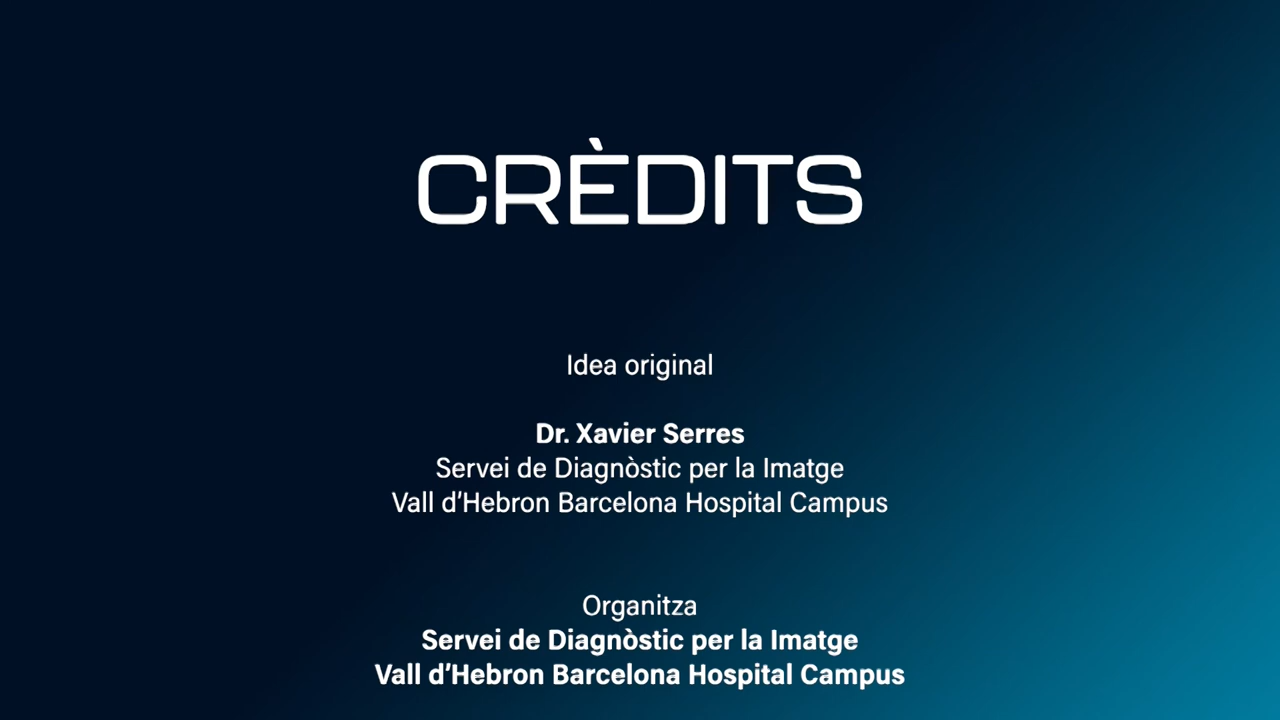 CRÈDITS
Idea original
Dr. Xavier Serres
Servei de Diagnòstic per la Imatge
Vall d’Hebron Barcelona Hospital Campus
Organitza
Servei de Diagnòstic per la Imatge
Vall d’Hebron Barcelona Hospital Campus